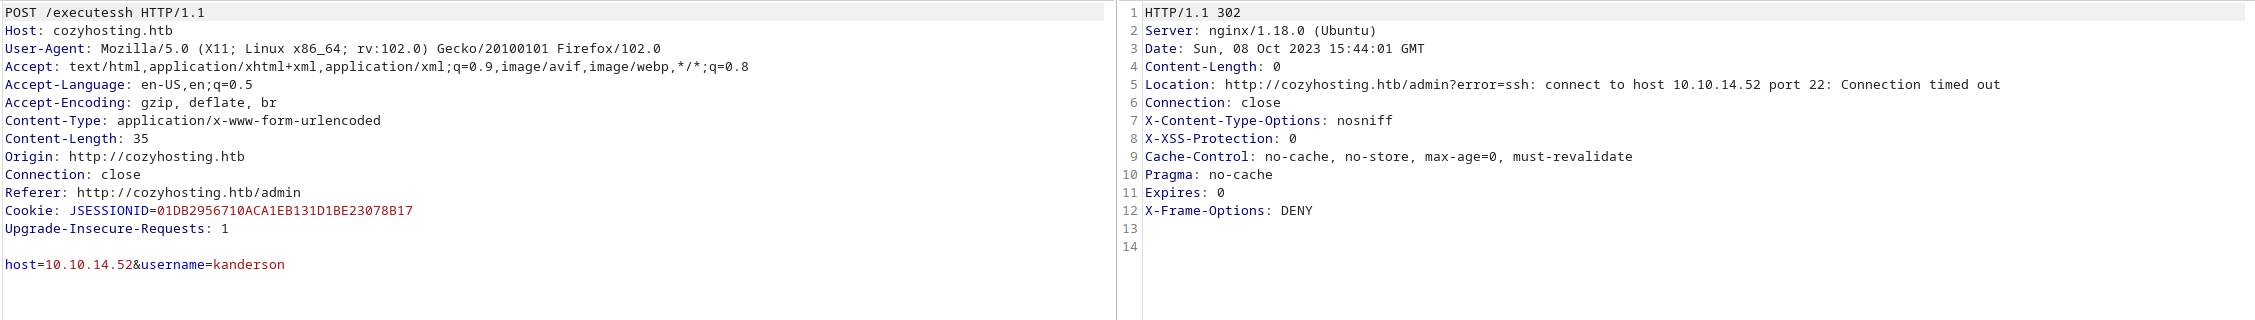 POST /executessh HTTP/1.1
Host: cozyhosting.htb
User-Agent: Mozilla/5.0 (X11; Linux x86_64; rv:102.0) Gecko/20100101 Firefox/102.0
Accept: text/html,application/xhtml+xml,application/xml;q=0.9,image/avif,image/webp,*/*;q=0.8
Accept-Language: en-US,en;q=0.5
Accept-Encoding: gzip, deflate, br
Content-Type: application/x-www-form-urlencoded
Content-Length: 35
Origin: http://cozyhosting.htb
Connection: close
Referer: http://cozyhosting.htb/admin
Cookie: JSESSIONID=01DB2956710ACA1EB131D1BE23078B17
Upgrade-Insecure-Requests: 1
host=10.10.14.52&username=kanderson
1 HTTP/1.1 302
2 Server: nginx/1.18.0 (Ubuntu)
3 Date: Sun, 08 Oct 2023 15:44:01 GMT
4 Content-Length: 0
5 Location: http://cozyhosting.htb/admin?error=ssh: connect to host 10.10.14.52 port 22: Connection timed out
6 Connection: close
7 X-Content-Type-Options: nosniff
8 X-XSS-Protection: 0
9 Cache-Control: no-cache, no-store, max-age=0, must-revalidate
10 Pragma: no-cache
11 Expires: 0
12 X-Frame-Options: DENY
13
14